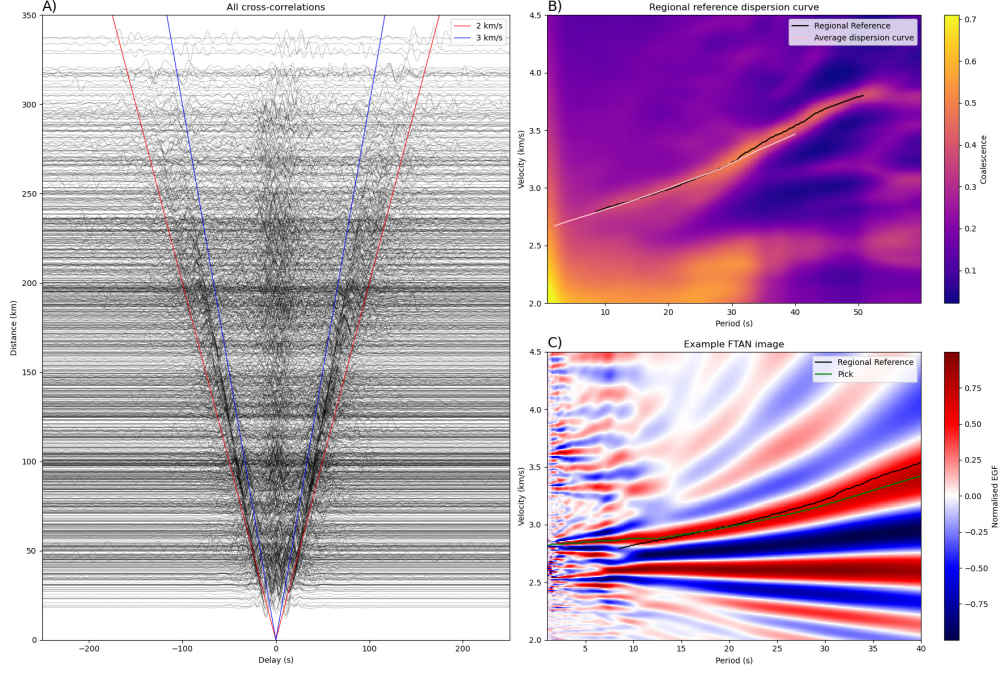 A)
All cross-correlations
2 km/s
3 km/s
350
300
250
200
150
100
50
0
Distance (km)
−200
−100
0
100
200
Delay (s)
B)
Regional reference dispersion curve
Regional Reference
Average dispersion curve
4.5
4.0
3.5
3.0
2.5
2.0
Velocity (km/s)
10
20
30
40
50
Period (s)
0.7
0.6
0.5
0.4
0.3
0.2
0.1
Coalescence
C)
Example FTAN image
Regional Reference
Pick
4.5
4.0
3.5
3.0
2.5
2.0
Velocity (km/s)
5
10
15
20
25
30
35
40
Period (s)
0.75
0.50
0.25
0.00
−0.25
−0.50
−0.75
Normalised EGF